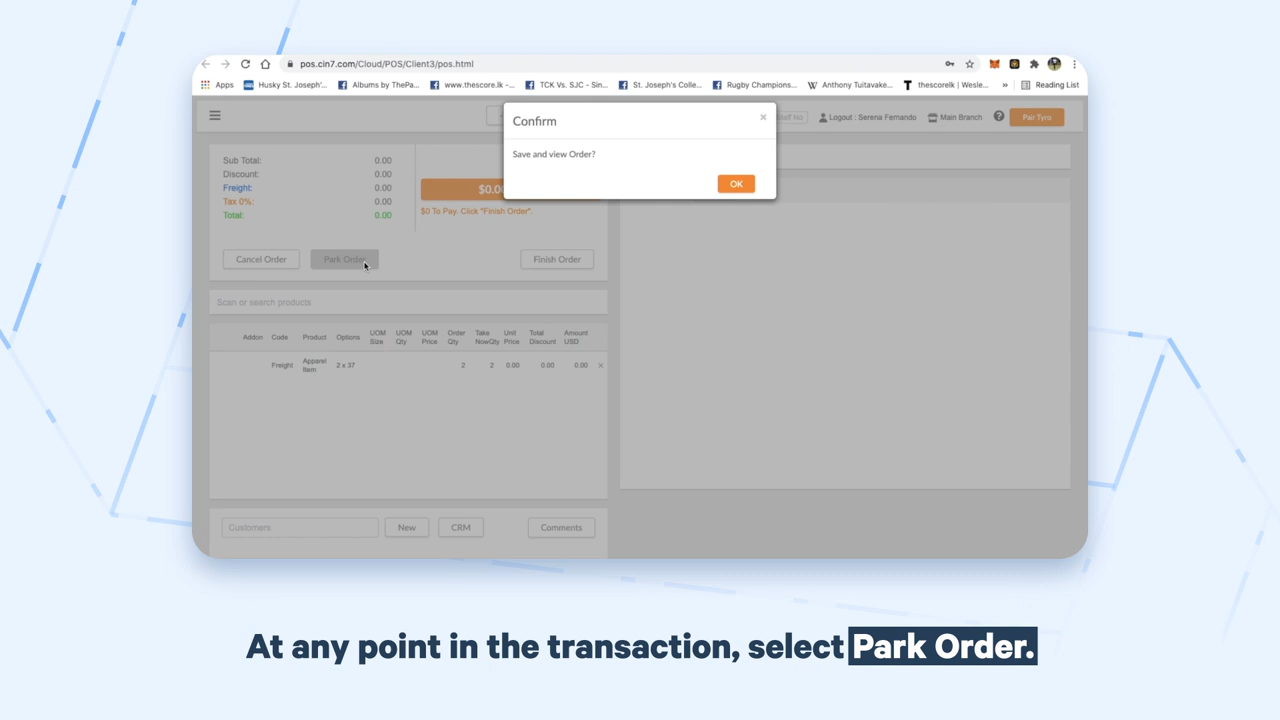 pos.cin7.com/Cloud/POS/Client3/pos.html
Apps
Husky St. Joseph'...
Albums by ThePa...
www.thescore.lk -...
TCK Vs. SJC - Sin...
St. Joseph's Colle...
Rugby Champions...
Anthony Tuitavake...
thescorelk | Wesle...
»
Reading List
Confirm
×
Save and view Order?
OK
Logout : Serena Fernando
Main Branch
Pair Tyro
Sub Total: 0.00
Discount: 0.00
Freight: 0.00
Tax 0%: 0.00
Total: 0.00
$0.00
$0 To Pay. Click "Finish Order".
Cancel Order
Park Order
Finish Order
Scan or search products
Addon Code Product Options UOM Size UOM Qty UOM Price Order Qty Take NowQty Unit Price Total Discount Amount USD
Freight Apparel Item 2 x 37 2 2 0.00 0.00 0.00 ×
Customers
New
CRM
Comments
At any point in the transaction, select Park Order.